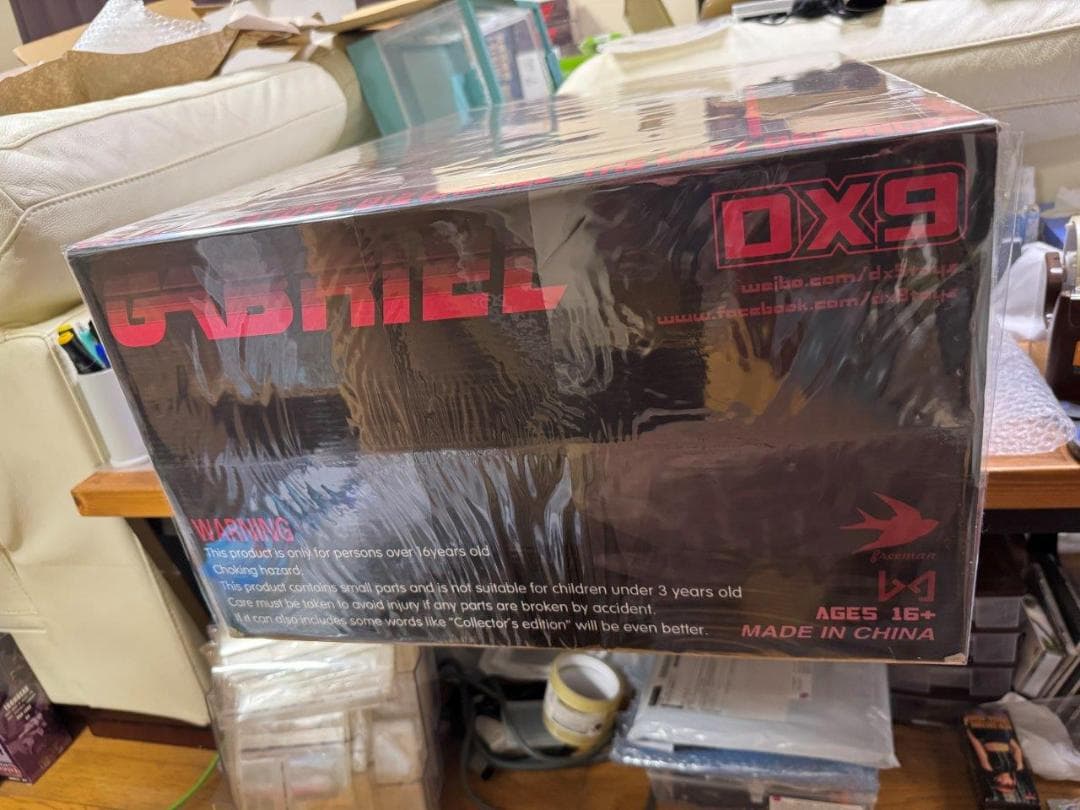 DX9
GABRIEL
weibo.com/dx9toys
www.facebook.com/dx9toys
WARNING
This product is only for persons over 16years old
Choking hazard,
This product contains small parts and is not suitable for children under 3 years old
Care must be taken to avoid injury if any parts are broken by accident.
If it can also includes some words like "Collector's edition" will be even better.
freeman
AGES 16+
MADE IN CHINA